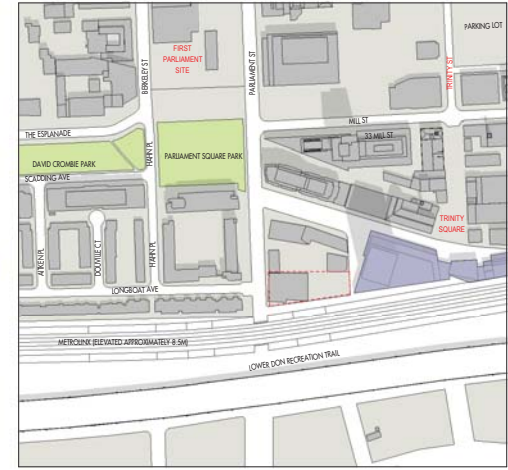 PARKING LOT
FIRST
PARLIAMENT
SITE
BERKELEY ST
PARLIAMENT ST
TRINITY ST
MILL ST
THE ESPLANADE
33 MILL ST
HAHN PL
PARLIAMENT SQUARE PARK
DAVID CROMBIE PARK
SCADDING AVE
TRINITY
SQUARE
AITKEN PL
DOUVILLE CT
HAHN PL
LONGBOAT AVE
METROLINX (ELEVATED APPROXIMATELY 8.5M)
LOWER DON RECREATION TRAIL